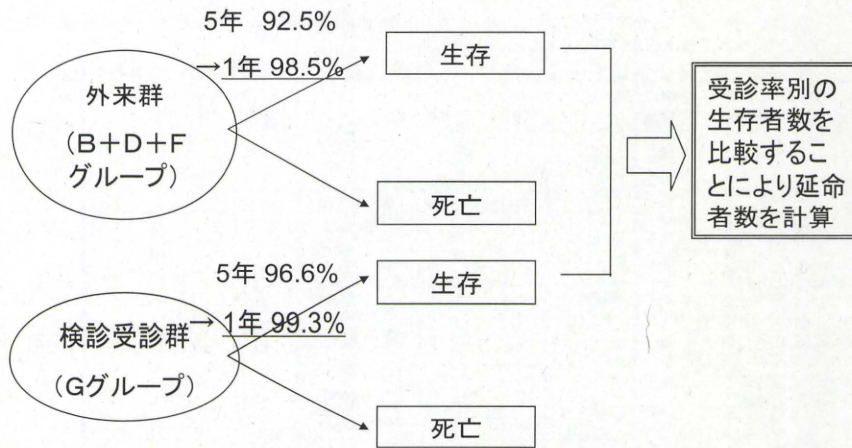 5年 92.5%
→1年 98.5%
生存
外来群
(B+D+F
グループ)
死亡
受診率別の
生存者数を
比較するこ
とにより延命
者数を計算
5年 96.6%
生存
→ 1年 99.3%
検診受診群
(Gグループ)
死亡